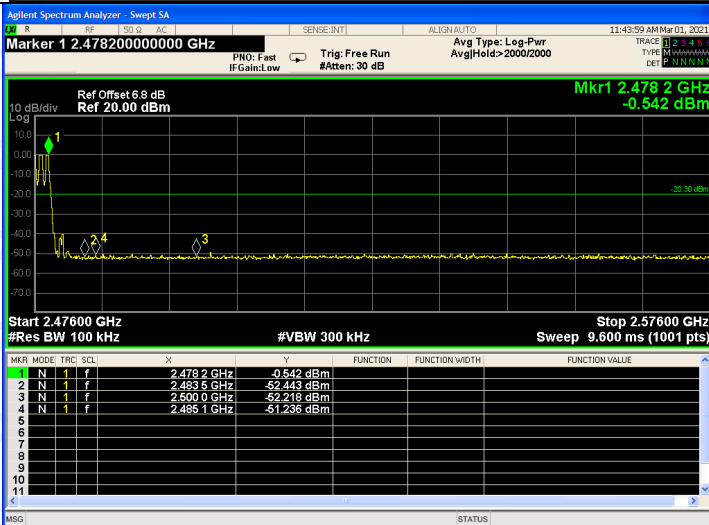 Agilent Spectrum Analyzer - Swept SA
R RF 50 Ω AC SENSE:INT ALIGN AUTO 11:43:59 AM Mar 01, 2021
Marker 1 2.478200000000 GHz
PNO: Fast
IFGain:Low
Trig: Free Run
#Atten: 30 dB
Avg Type: Log-Pwr
Avg|Hold:>2000/2000
TRACE 1 2 3 4 5
TYPE M
DET P N N N N
Mkr1 2.478 2 GHz
-0.542 dBm
Ref Offset 6.8 dB
10 dB/div Ref 20.00 dBm
Log
10.0
0.00
-10.0
-20.0
-30.0
-40.0
-50.0
-60.0
-70.0
1
2 4
3
-20.30 dBm
Start 2.47600 GHz Stop 2.57600 GHz
#Res BW 100 kHz #VBW 300 kHz Sweep 9.600 ms (1001 pts)
MKR MODE TRC SCL X Y FUNCTION FUNCTION WIDTH FUNCTION VALUE
1 N 1 f 2.478 2 GHz -0.542 dBm
2 N 1 f 2.483 5 GHz -52.443 dBm
3 N 1 f 2.500 0 GHz -52.218 dBm
4 N 1 f 2.485 1 GHz -51.236 dBm
5
6
7
8
9
10
11
MSG STATUS